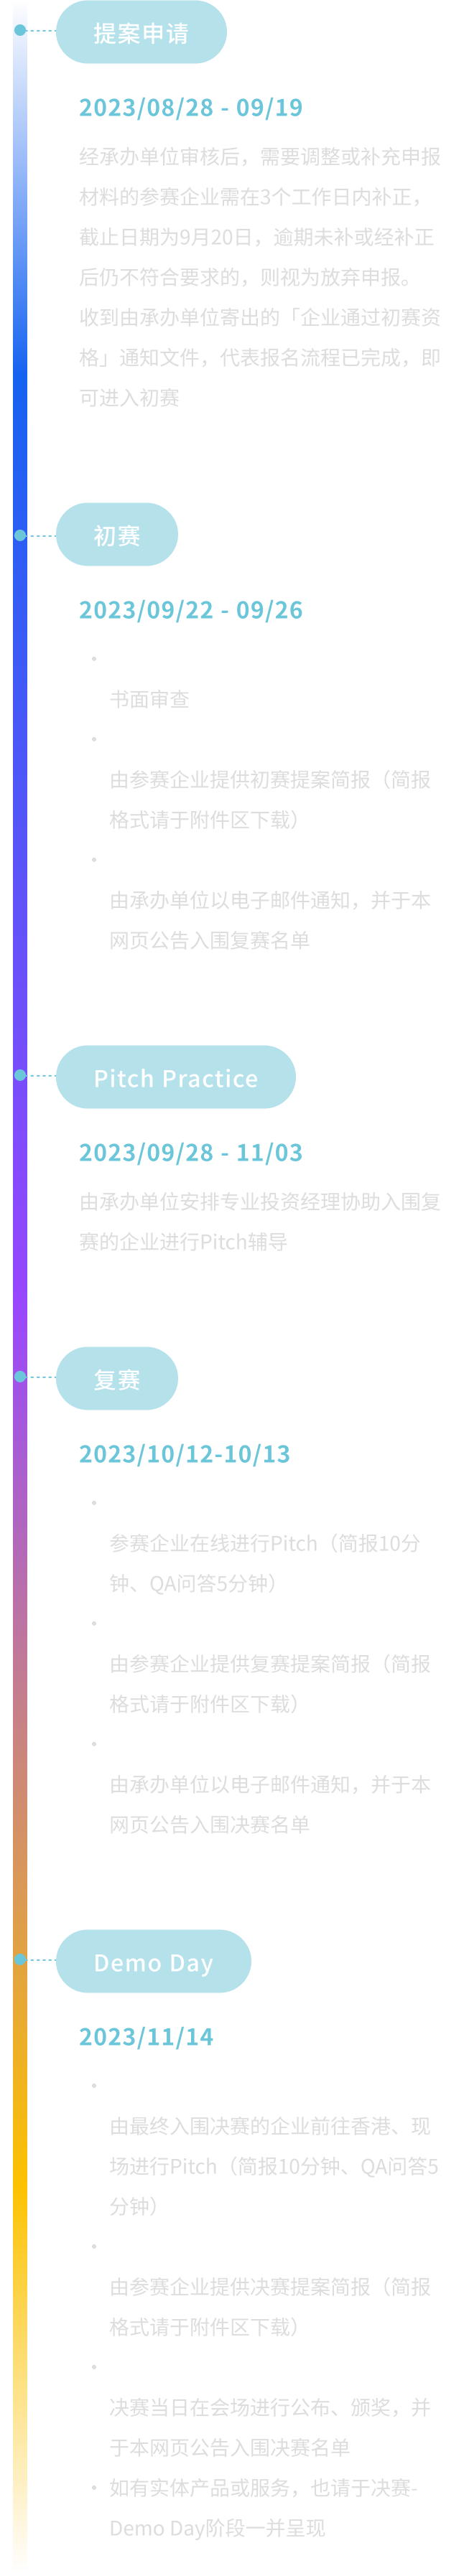 提案申请
2023/08/28 - 09/19
经承办单位审核后，需要调整或补充申报
材料的参赛企业需在3个工作日内补正，
截止日期为9月20日，逾期未补或经补正
后仍不符合要求的，则视为放弃申报。
收到由承办单位寄出的「企业通过初赛资
格」通知文件，代表报名流程已完成，即
可进入初赛
初赛
2023/09/22 - 09/26
•
书面审查
•
由参赛企业提供初赛提案简报（简报
格式请于附件区下载）
•
由承办单位以电子邮件通知，并于本
网页公告入围复赛名单
Pitch Practice
2023/09/28 - 11/03
由承办单位安排专业投资经理协助入围复
赛的企业进行Pitch辅导
复赛
2023/10/12-10/13
•
参赛企业在线进行Pitch（简报10分
钟、QA问答5分钟）
•
由参赛企业提供复赛提案简报（简报
格式请于附件区下载）
•
由承办单位以电子邮件通知，并于本
网页公告入围决赛名单
Demo Day
2023/11/14
•
由最终入围决赛的企业前往香港、现
场进行Pitch（简报10分钟、QA问答5
分钟）
•
由参赛企业提供决赛提案简报（简报
格式请于附件区下载）
•
决赛当日在会场进行公布、颁奖，并
于本网页公告入围决赛名单
• 如有实体产品或服务，也请于决赛-
Demo Day阶段一并呈现